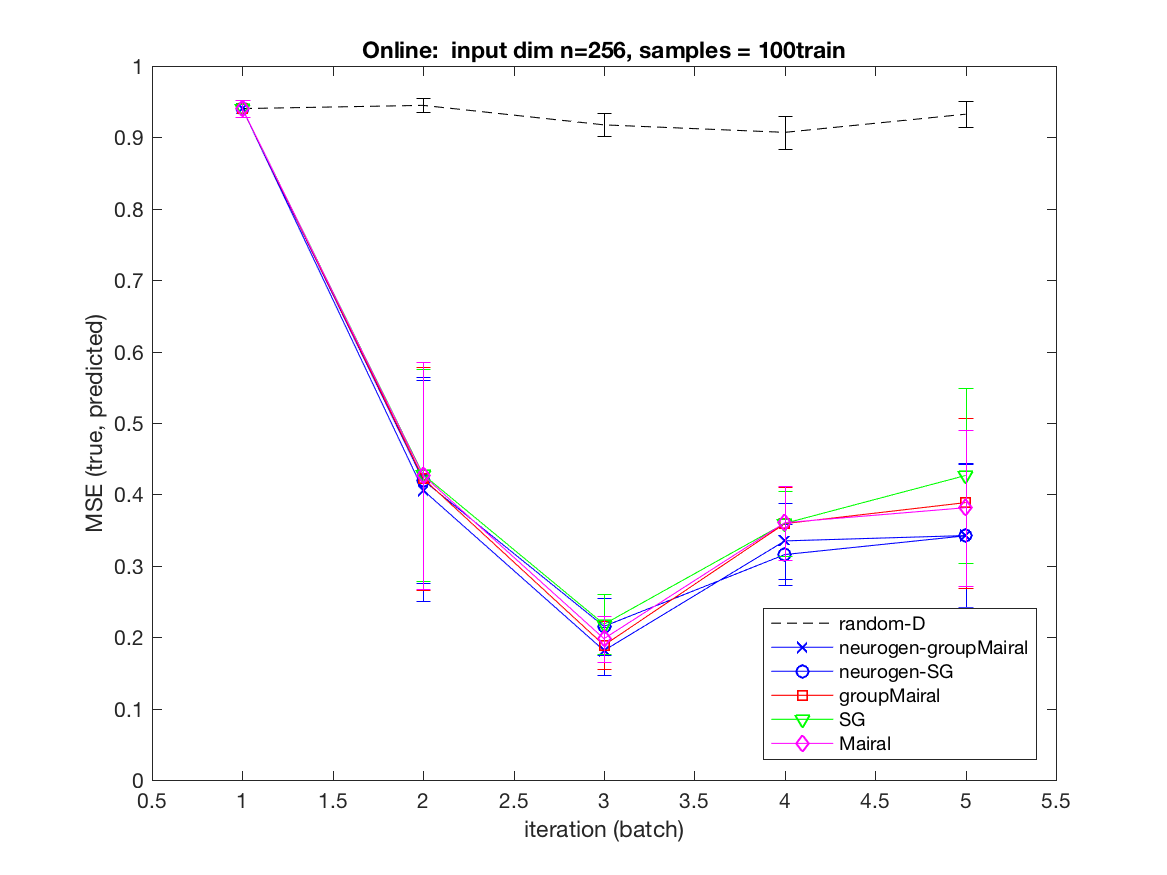 Online:  input dim n=256, samples = 100train
MSE (true, predicted)
1
0.9
0.8
0.7
0.6
0.5
0.4
0.3
0.2
0.1
0
0.5 1 1.5 2 2.5 3 3.5 4 4.5 5 5.5
iteration (batch)
random-D
neurogen-groupMairal
neurogen-SG
groupMairal
SG
Mairal